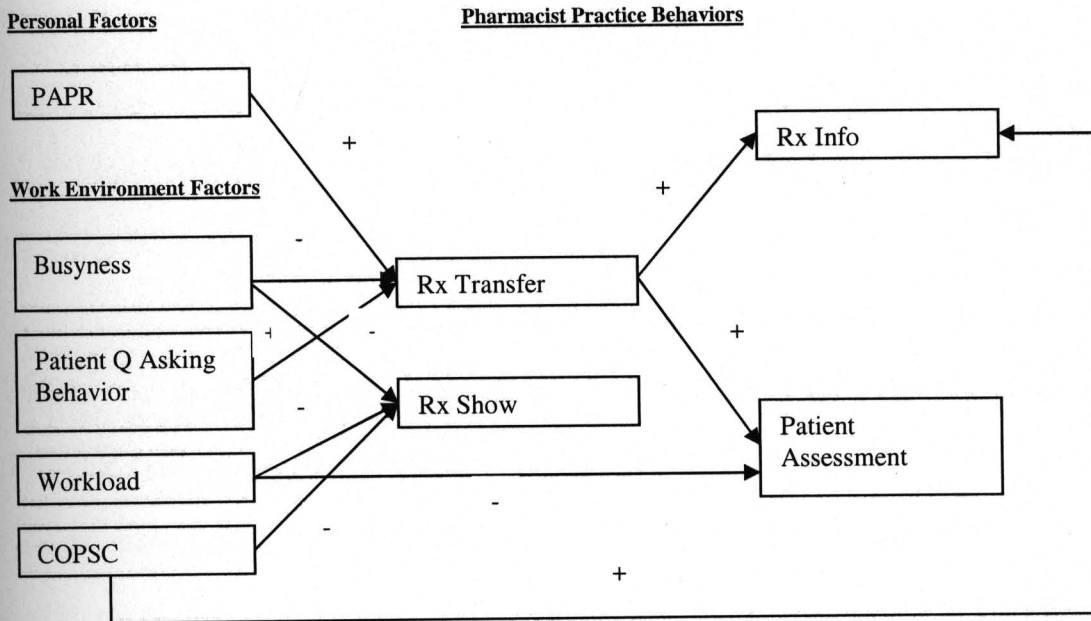 Personal Factors
Pharmacist Practice Behaviors
PAPR
+
Rx Info
+
Work Environment Factors
-
Busyness
Rx Transfer
+
-
+
Patient Q Asking
Behavior
-
Rx Show
Patient
Assessment
Workload
-
-
COPSC
+